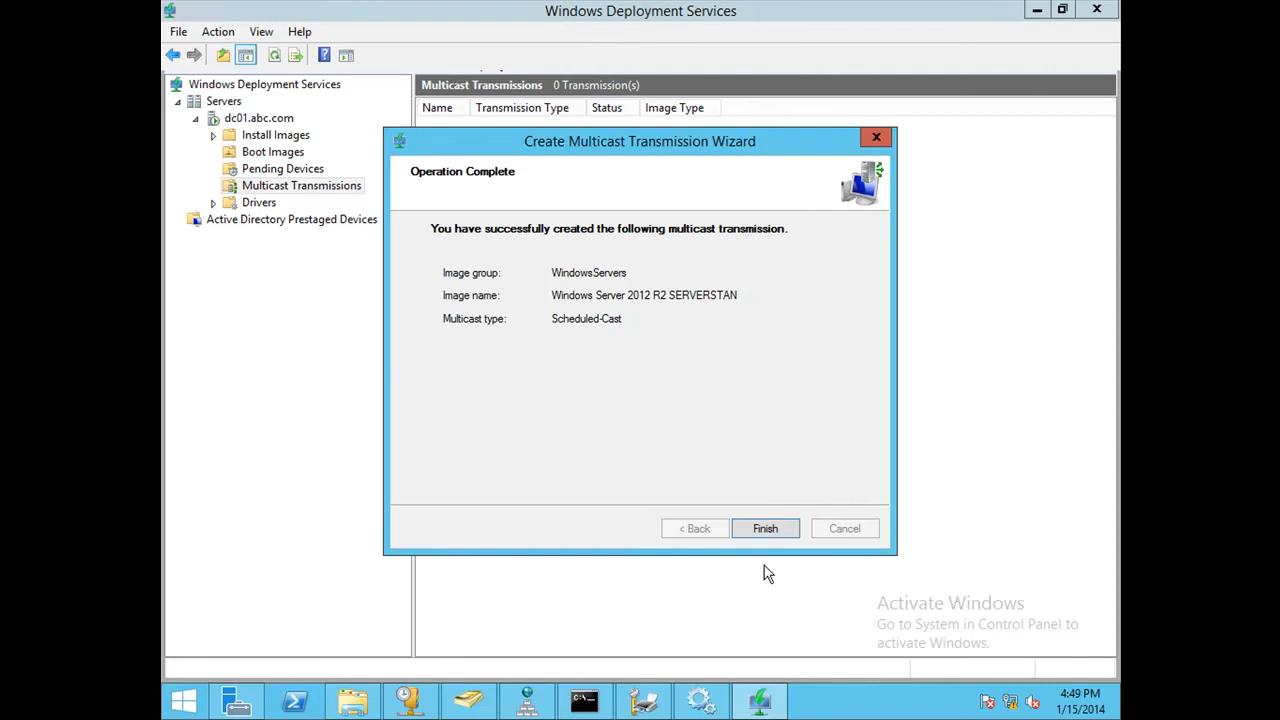 Windows Deployment Services
File Action View Help
Windows Deployment Services
Servers
dc01.abc.com
Install Images
Boot Images
Pending Devices
Multicast Transmissions
Drivers
Active Directory Prestaged Devices
Multicast Transmissions 0 Transmission(s)
Name Transmission Type Status Image Type
Create Multicast Transmission Wizard
Operation Complete
You have successfully created the following multicast transmission.
Image group: WindowsServers
Image name: Windows Server 2012 R2 SERVERSTAN
Multicast type: Scheduled-Cast
< Back Finish Cancel
Activate Windows
Go to System in Control Panel to
activate Windows.
4:49 PM
1/15/2014